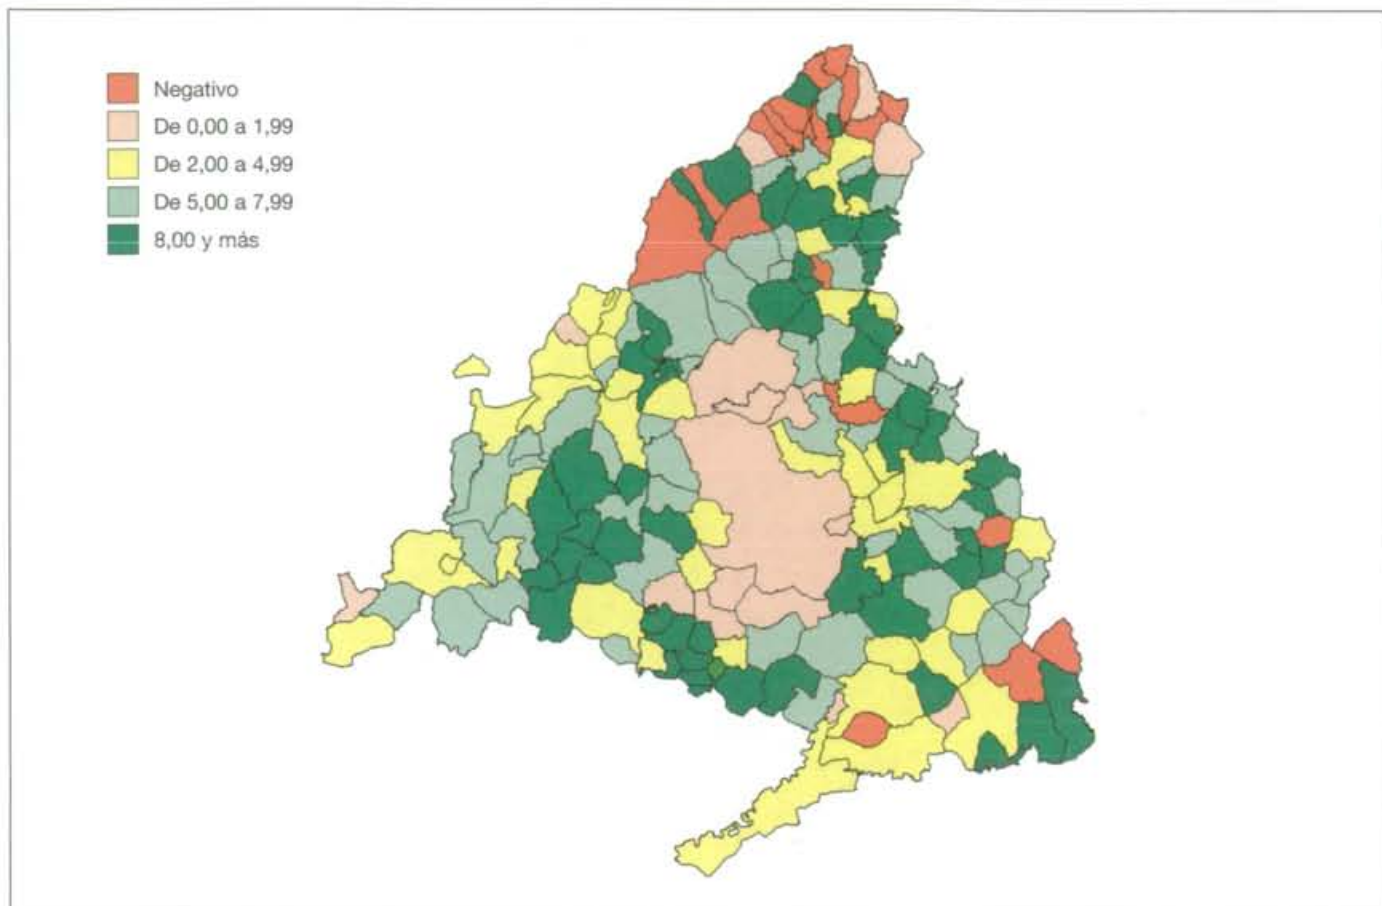 Negativo
De 0,00 a 1,99
De 2,00 a 4,99
De 5,00 a 7,99
8,00 y más